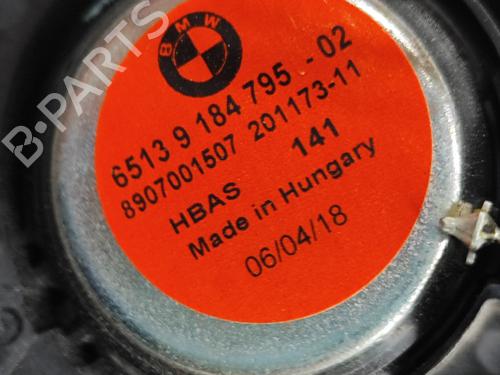 BMW
6513 9 184 795 - 02
8907001507 201173-11
HBAS 141
Made in Hungary
06/04/18
B-PARTS